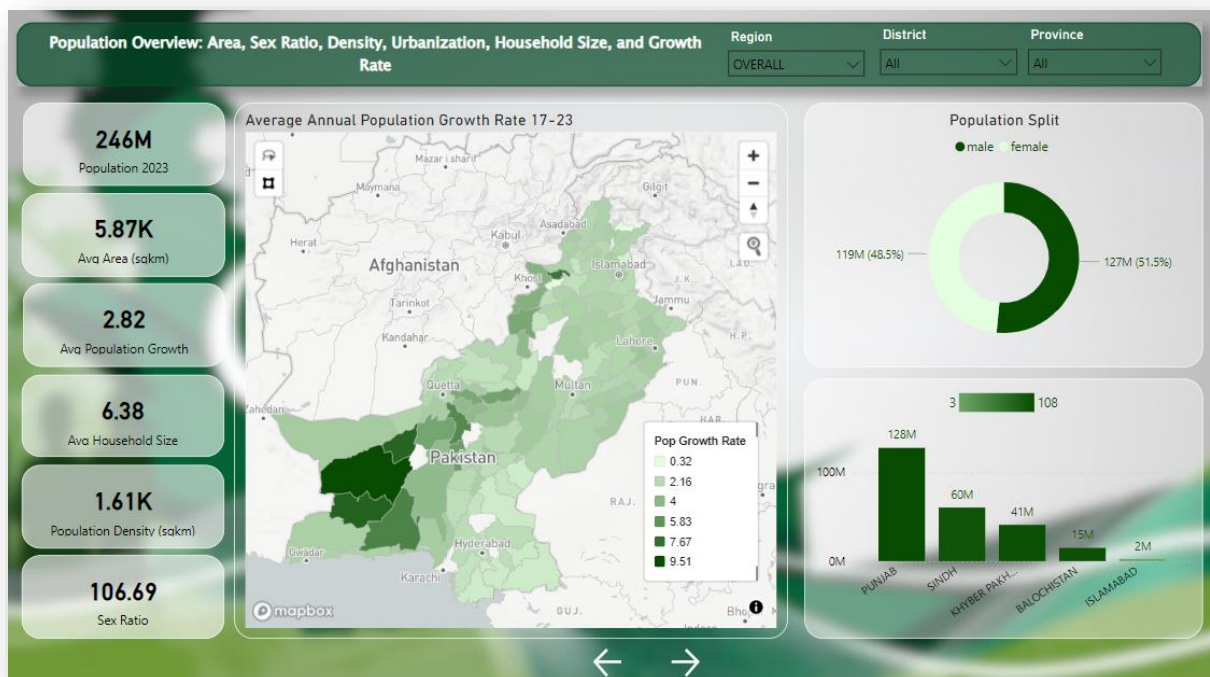 Population Overview: Area, Sex Ratio, Density, Urbanization, Household Size, and Growth
Rate
Region
OVERALL
District
All
Province
All
246M
Population 2023
5.87K
Avg Area (sqkm)
2.82
Avg Population Growth
6.38
Avg Household Size
1.61K
Population Density (sqkm)
106.69
Sex Ratio
Average Annual Population Growth Rate 17-23
Mazar i sharif
Maymana
Gilgit
Herat
Kabul
Asadabad
Afghanistan
Khost
Islamabad
J.K.
LAD.
Tarinkot
Jammu
Kandahar
H.P.
Lahore
Quetta
Multan
PUN.
Zahedan
HAR.
Pakistan
RAJ.
Gwadar
Hyderabad
Karachi
GUJ.
Pop Growth Rate
0.32
2.16
4
5.83
7.67
9.51
mapbox
Population Split
male female
119M (48.5%)
127M (51.5%)
3 108
128M
100M
60M
41M
15M
2M
0M
PUNJAB
SINDH
KHYBER PAKH...
BALOCHISTAN
ISLAMABAD